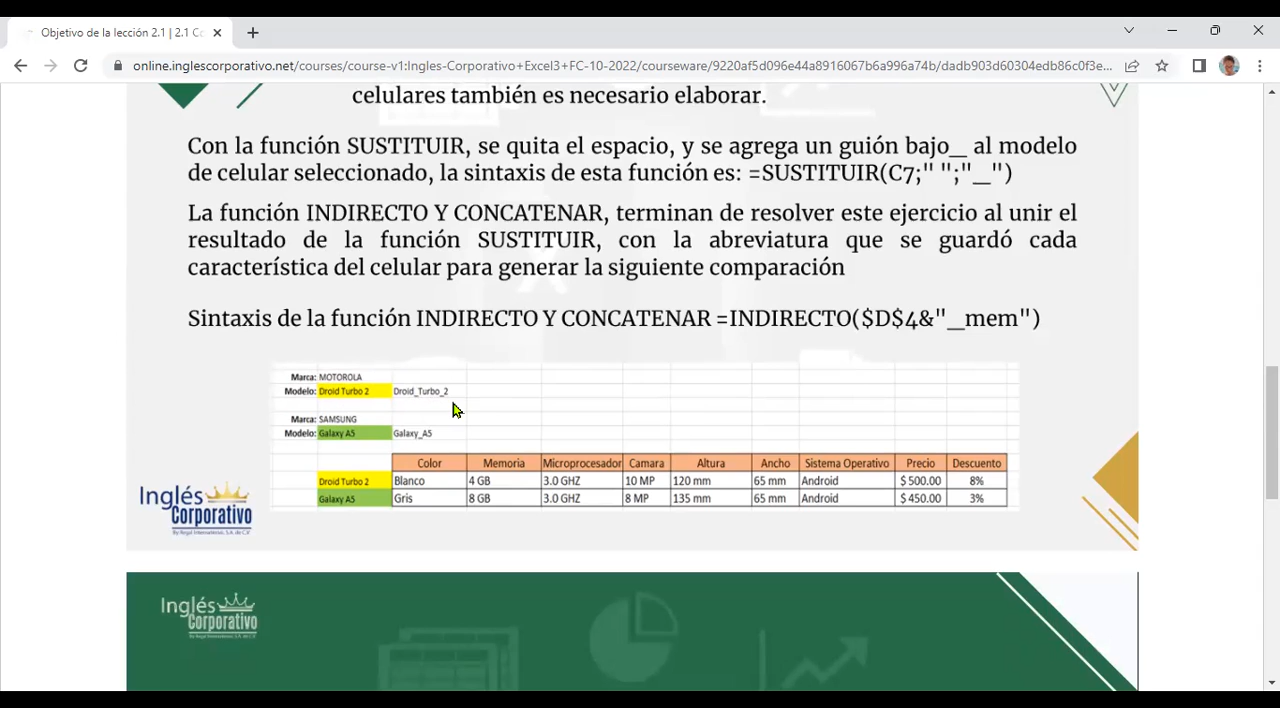 Objetivo de la lección 2.1 | 2.1 Co
online.inglescorporativo.net/courses/course-v1:Ingles-Corporativo+Excel3+FC-10-2022/courseware/9220af5d096e44a8916067b6a996a74b/dadb903d60304edb86c0f3e...
celulares también es necesario elaborar.
Con la función SUSTITUIR, se quita el espacio, y se agrega un guión bajo_ al modelo
de celular seleccionado, la sintaxis de esta función es: =SUSTITUIR(C7;" ";"_")
La función INDIRECTO Y CONCATENAR, terminan de resolver este ejercicio al unir el
resultado de la función SUSTITUIR, con la abreviatura que se guardó cada
característica del celular para generar la siguiente comparación
Sintaxis de la función INDIRECTO Y CONCATENAR =INDIRECTO($D$4&"_mem")
Marca: MOTOROLA
Modelo: Droid Turbo 2 Droid_Turbo_2
Marca: SAMSUNG
Modelo: Galaxy A5 Galaxy_A5
Color Memoria Microprocesador Camara Altura Ancho Sistema Operativo Precio Descuento
Droid Turbo 2 Blanco 4 GB 3.0 GHZ 10 MP 120 mm 65 mm Android $ 500.00 8%
Galaxy A5 Gris 8 GB 3.0 GHZ 8 MP 135 mm 65 mm Android $ 450.00 3%
Inglés
Corporativo
By Royal International, S.A. de C.V
Inglés
Corporativo